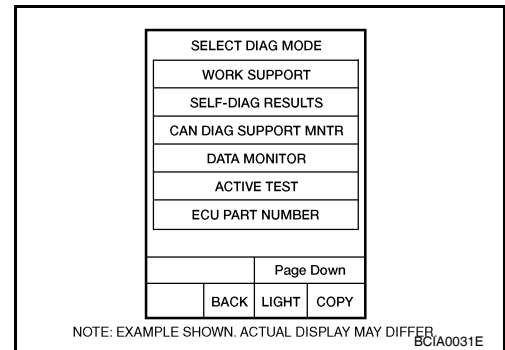 SELECT DIAG MODE
WORK SUPPORT
SELF-DIAG RESULTS
CAN DIAG SUPPORT MNTR
DATA MONITOR
ACTIVE TEST
ECU PART NUMBER
Page Down
BACK LIGHT COPY
NOTE: EXAMPLE SHOWN. ACTUAL DISPLAY MAY DIFFER.
BCIA0031E